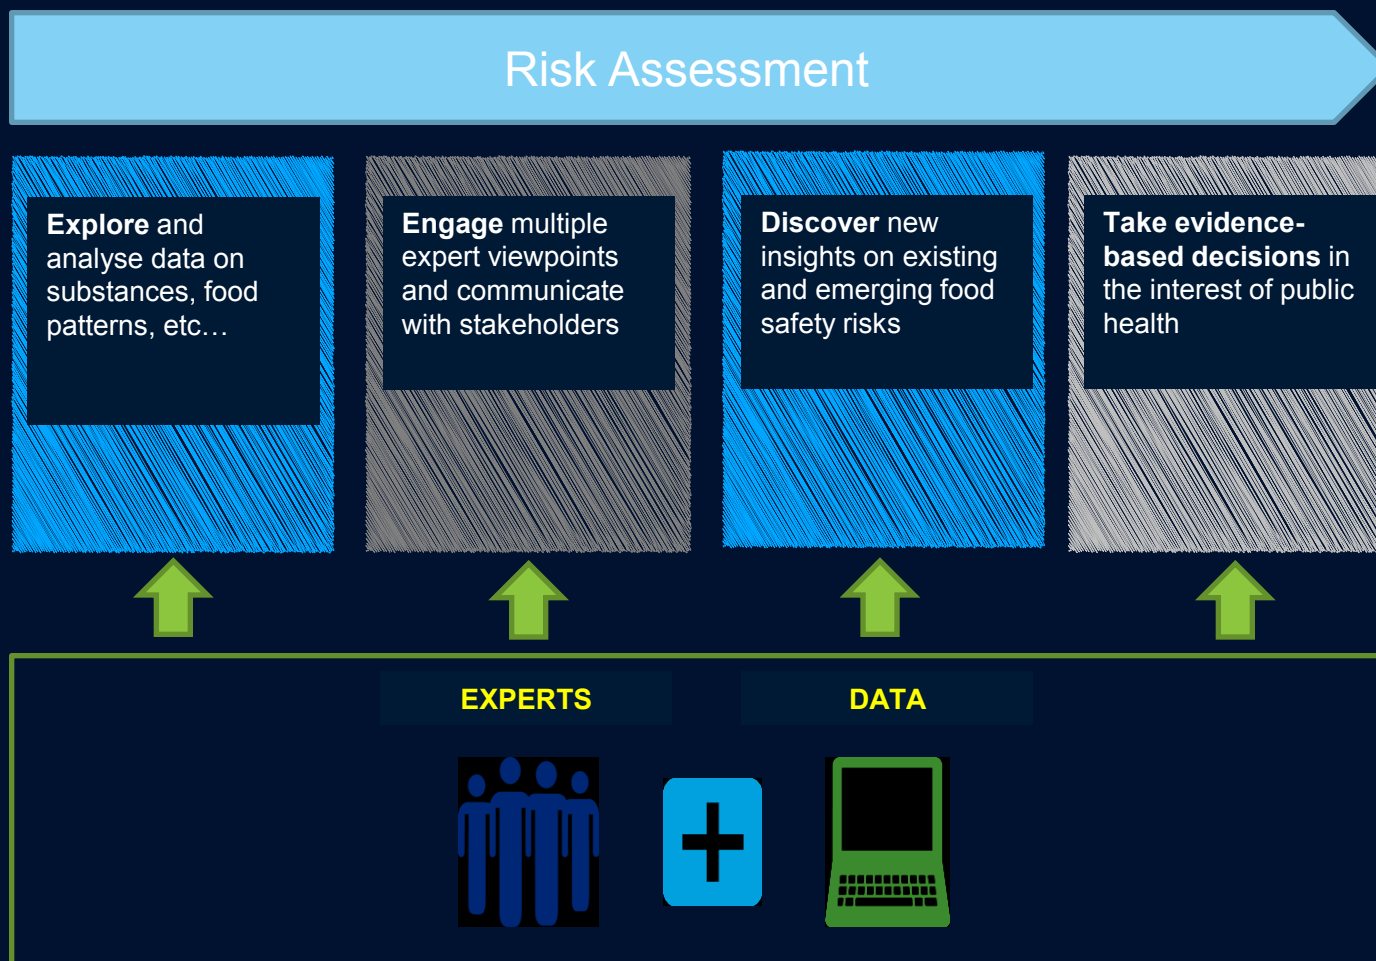 Risk Assessment
Explore and
analyse data on
substances, food
patterns, etc…
Engage multiple
expert viewpoints
and communicate
with stakeholders
Discover new
insights on existing
and emerging food
safety risks
Take evidence-
based decisions in
the interest of public
health
EXPERTS
DATA